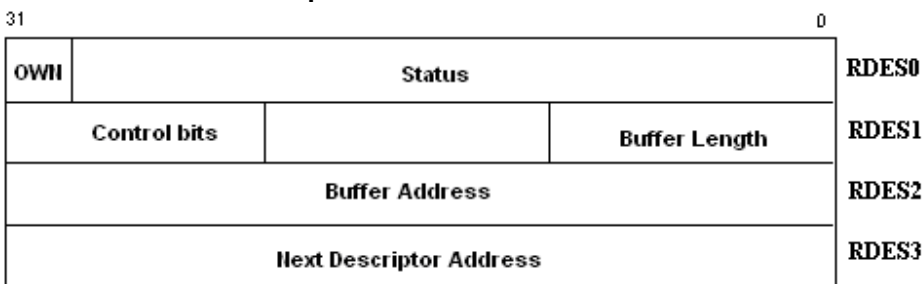 31 0
OWN Status RDES0
Control bits Buffer Length RDES1
Buffer Address RDES2
Next Descriptor Address RDES3